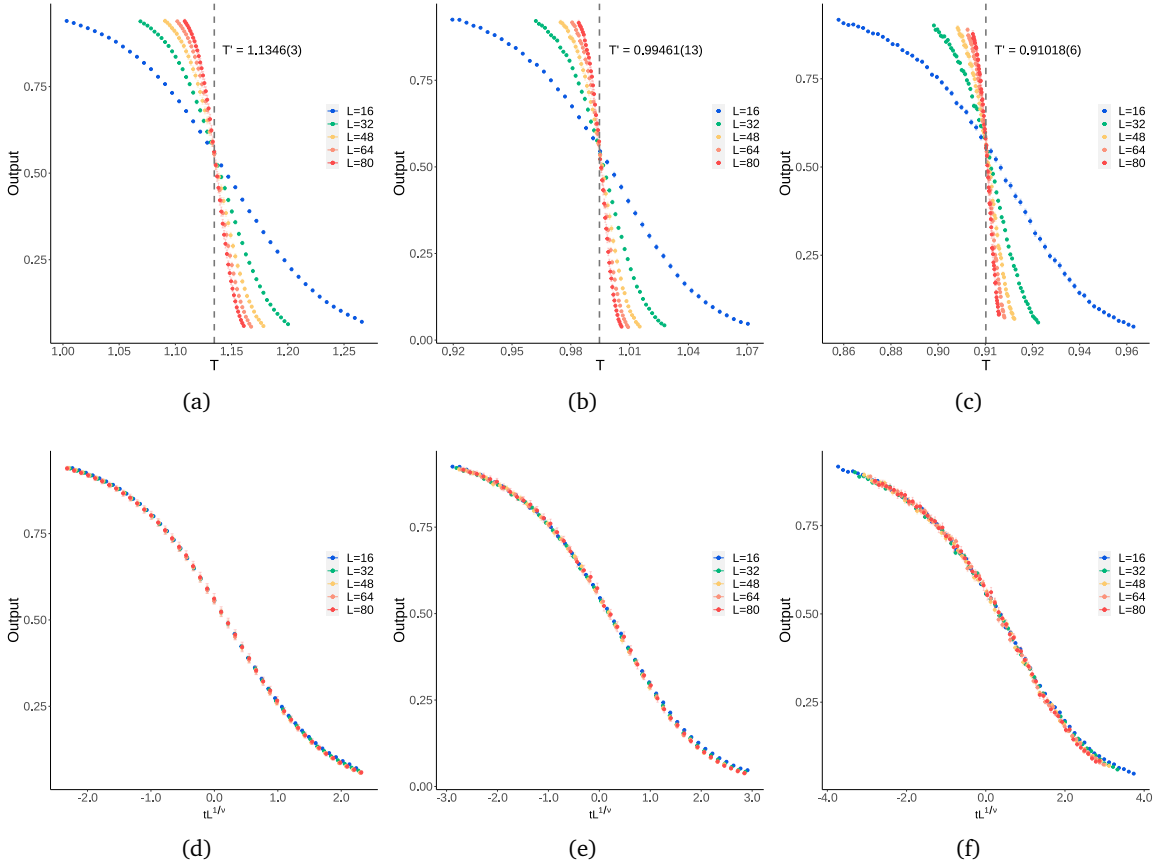 T' = 1.1346(3)
0.75
0.50
0.25
Output
L=16
L=32
L=48
L=64
L=80
1.00 1.05 1.10 1.15 1.20 1.25
T
(a)
T' = 0.99461(13)
0.75
0.50
0.25
0.00
Output
L=16
L=32
L=48
L=64
L=80
0.92 0.95 0.98 1.01 1.04 1.07
T
(b)
T' = 0.91018(6)
0.75
0.50
0.25
Output
L=16
L=32
L=48
L=64
L=80
0.86 0.88 0.90 0.91 0.92 0.94 0.96
T
(c)
0.75
0.50
0.25
Output
L=16
L=32
L=48
L=64
L=80
-2.0 -1.0 0.0 1.0 2.0
tL1/ν
(d)
0.75
0.50
0.25
0.00
Output
L=16
L=32
L=48
L=64
L=80
-3.0 -2.0 -1.0 0.0 1.0 2.0 3.0
tL1/ν
(e)
0.75
0.50
0.25
Output
L=16
L=32
L=48
L=64
L=80
-4.0 -2.0 0.0 2.0 4.0
tL1/ν
(f)